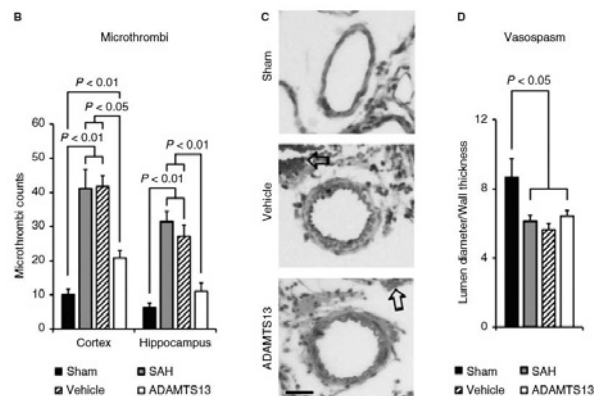 B
Microthrombi
P < 0.01
P < 0.05
P < 0.01
P < 0.01
P < 0.01
Microthrombi counts
60
50
40
30
20
10
0
Cortex
Hippocampus
Sham
SAH
Vehicle
ADAMTS13
C
Sham
Vehicle
ADAMTS13
D
Vasospasm
P < 0.05
Lumen diameter/Wall thickness
12
8
4
0
Sham
SAH
Vehicle
ADAMTS13